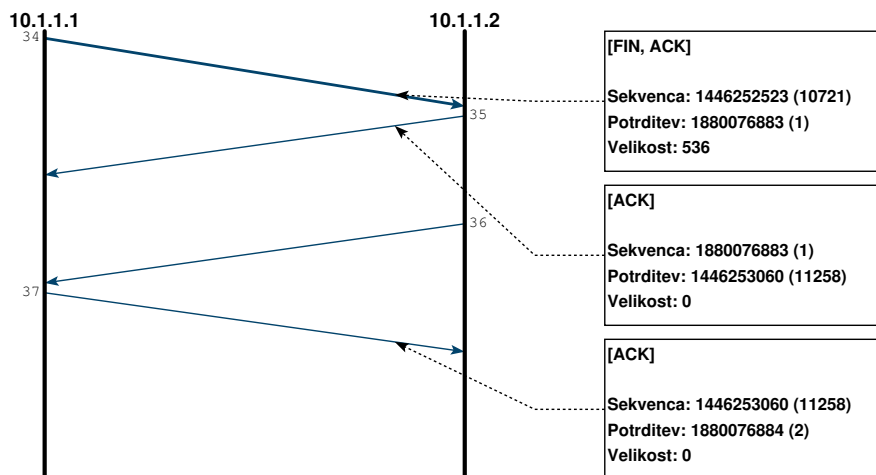 10.1.1.1
10.1.1.2
34
[FIN, ACK]
Sekvenca: 1446252523 (10721)
Potrditev: 1880076883 (1)
Velikost: 536
35
[ACK]
Sekvenca: 1880076883 (1)
Potrditev: 1446253060 (11258)
Velikost: 0
36
37
[ACK]
Sekvenca: 1446253060 (11258)
Potrditev: 1880076884 (2)
Velikost: 0